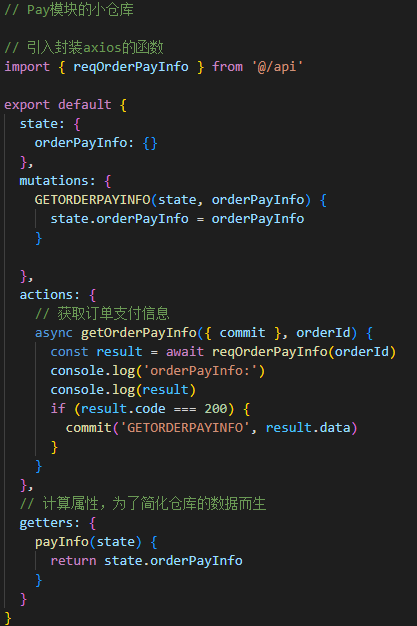 // Pay模块的小仓库
// 引入封装axios的函数
import { reqOrderPayInfo } from '@/api'
export default {
  state: {
    orderPayInfo: {}
  },
  mutations: {
    GETORDERPAYINFO(state, orderPayInfo) {
      state.orderPayInfo = orderPayInfo
    }
  },
  actions: {
    // 获取订单支付信息
    async getOrderPayInfo({ commit }, orderId) {
      const result = await reqOrderPayInfo(orderId)
      console.log('orderPayInfo:')
      console.log(result)
      if (result.code === 200) {
        commit('GETORDERPAYINFO', result.data)
      }
    }
  },
  // 计算属性，为了简化仓库的数据而生
  getters: {
    payInfo(state) {
      return state.orderPayInfo
    }
  }
}